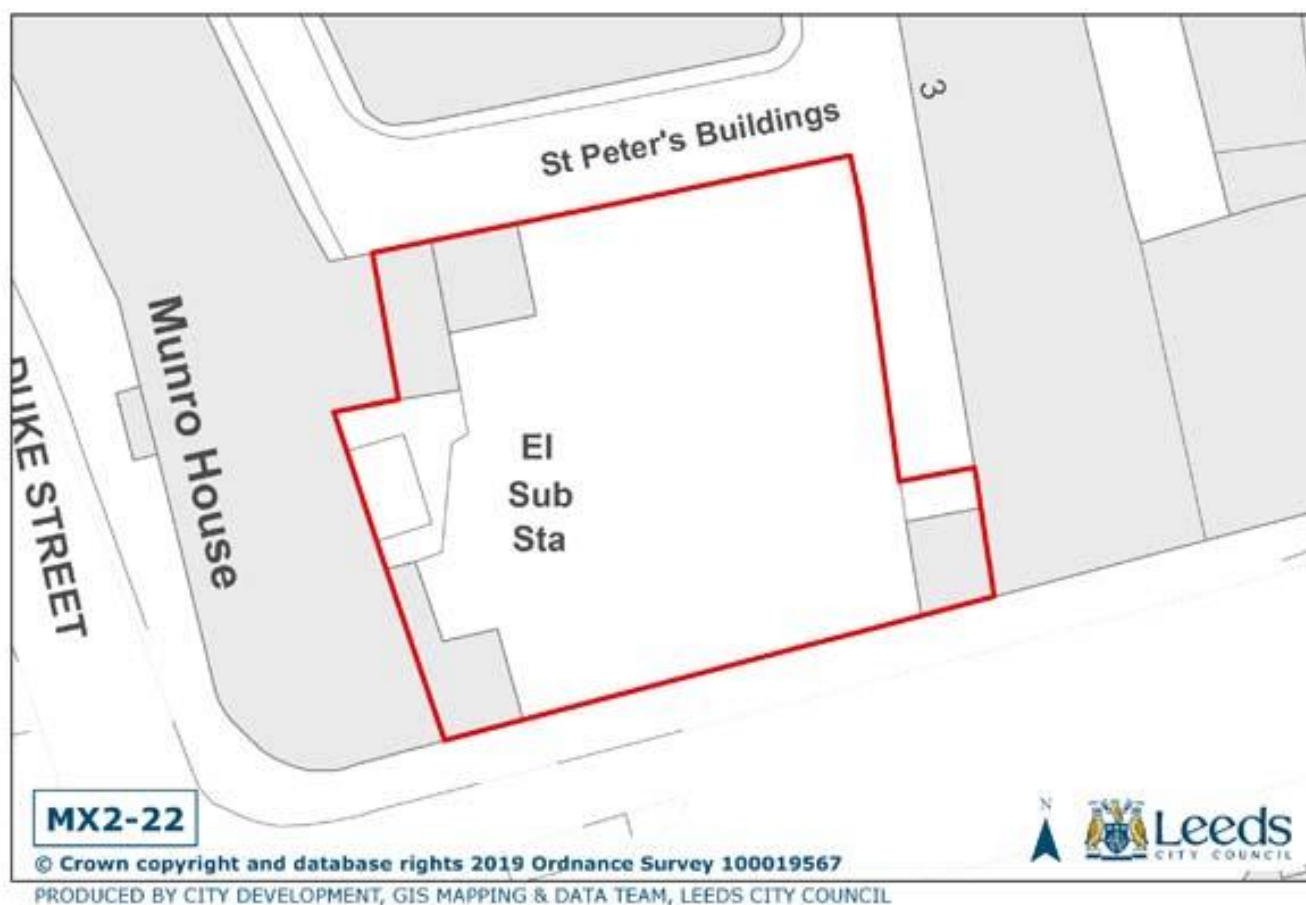 St Peter's Buildings
3
Munro House
DUKE STREET
El
Sub
Sta
MX2-22
N
Leeds
CITY COUNCIL
© Crown copyright and database rights 2019 Ordnance Survey 100019567
PRODUCED BY CITY DEVELOPMENT, GIS MAPPING & DATA TEAM, LEEDS CITY COUNCIL